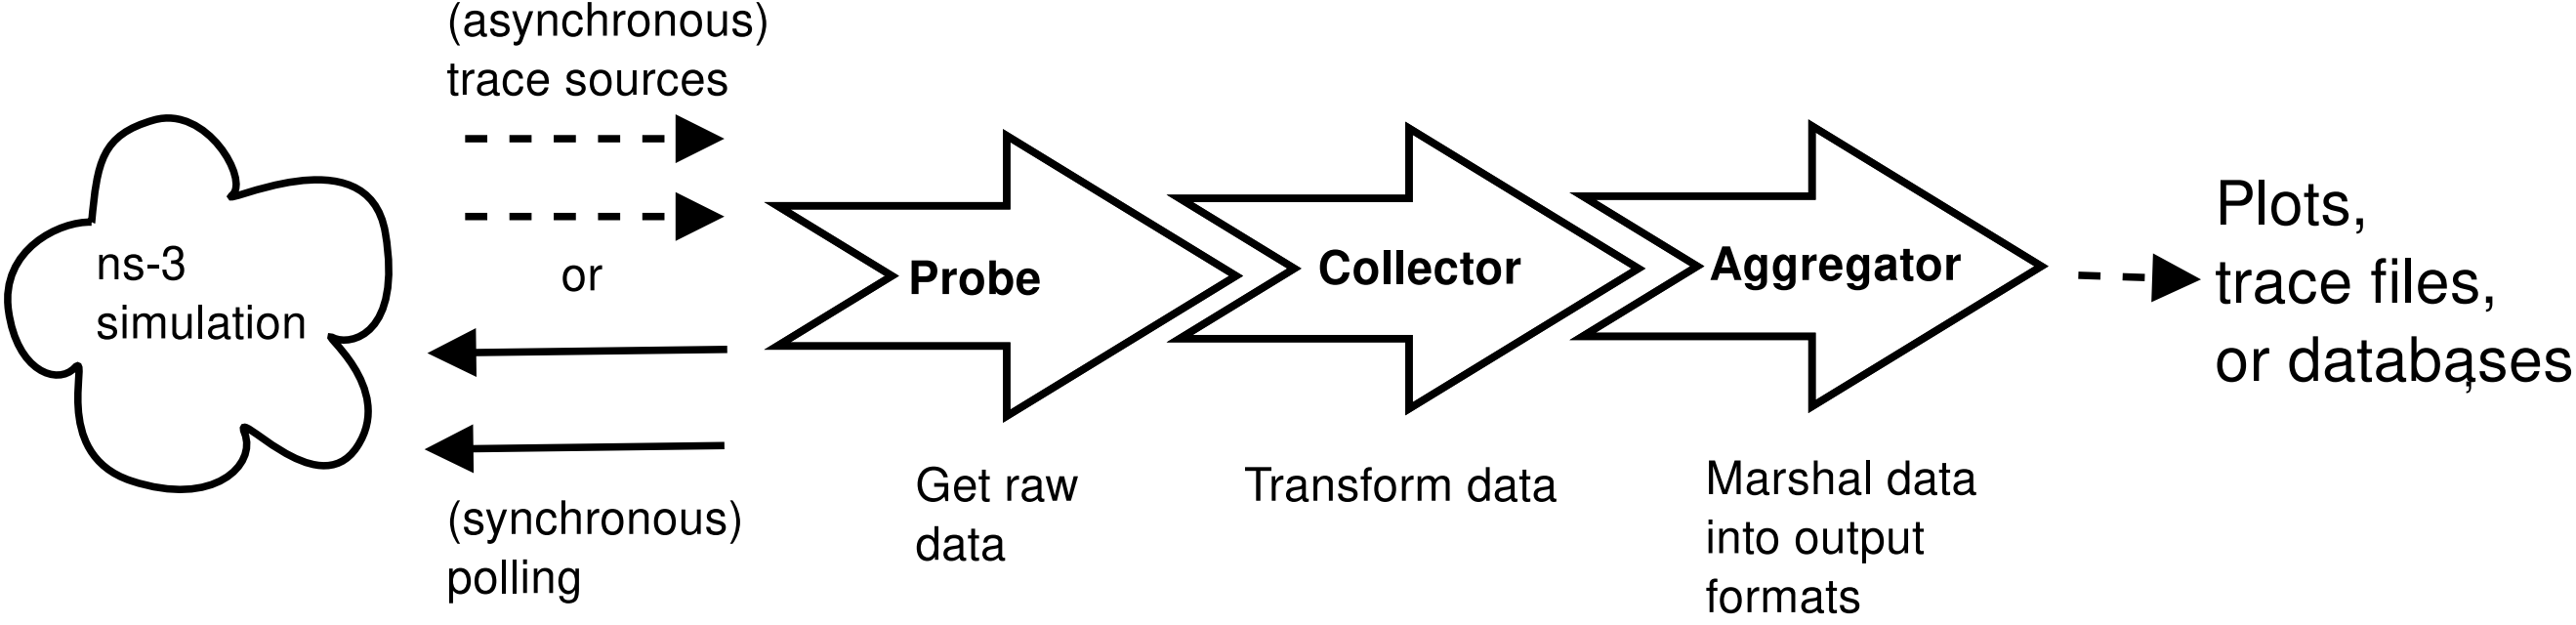 (asynchronous)
trace sources
or
ns-3
simulation
(synchronous)
polling
Probe
Get raw
data
Collector
Transform data
Aggregator
Marshal data
into output
formats
Plots,
trace files,
or databases
,